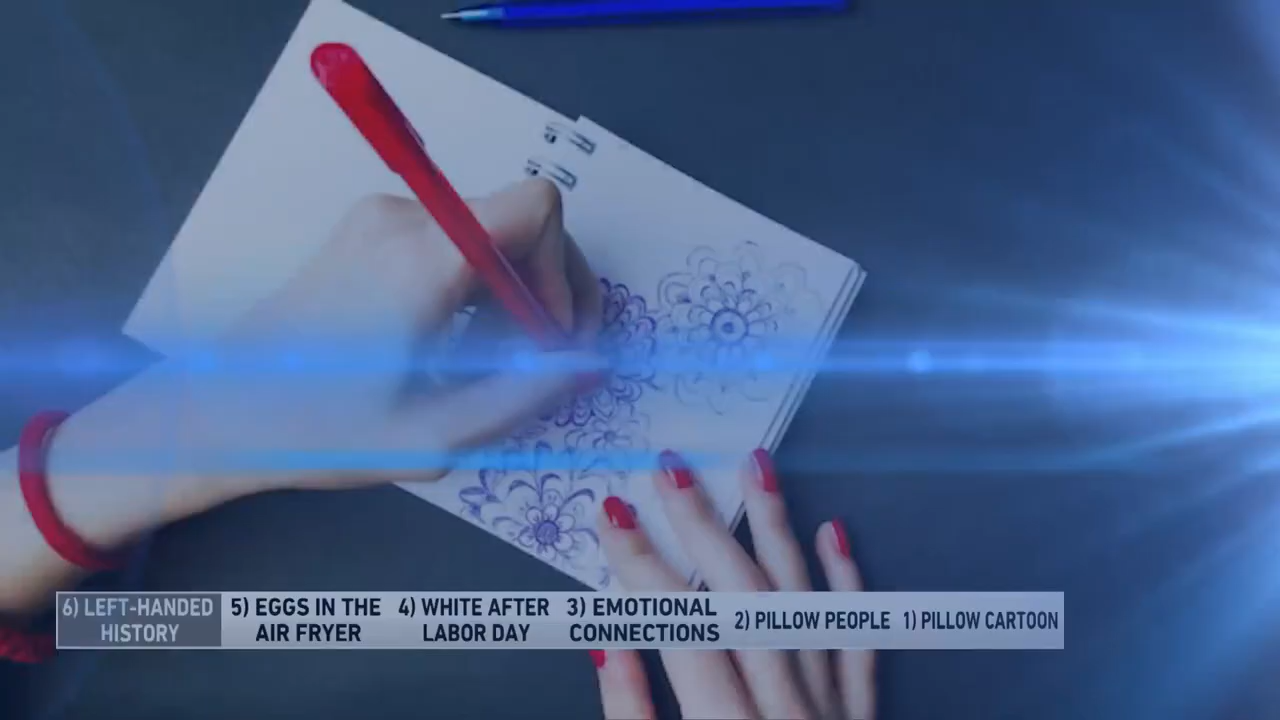 6) LEFT-HANDED
HISTORY
5) EGGS IN THE
AIR FRYER
4) WHITE AFTER
LABOR DAY
3) EMOTIONAL
CONNECTIONS
2) PILLOW PEOPLE
1) PILLOW CARTOON